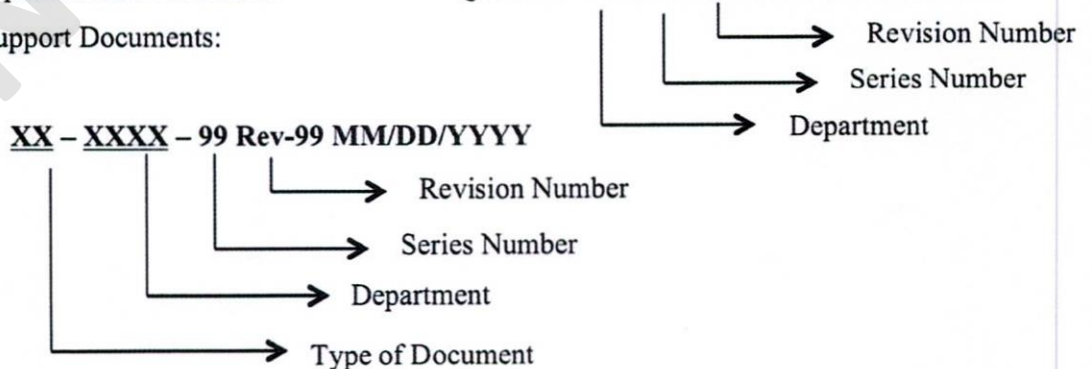 upport Documents:
Revision Number
Series Number
Department
XX – XXXX – 99 Rev-99 MM/DD/YYYY
Revision Number
Series Number
Department
Type of Document